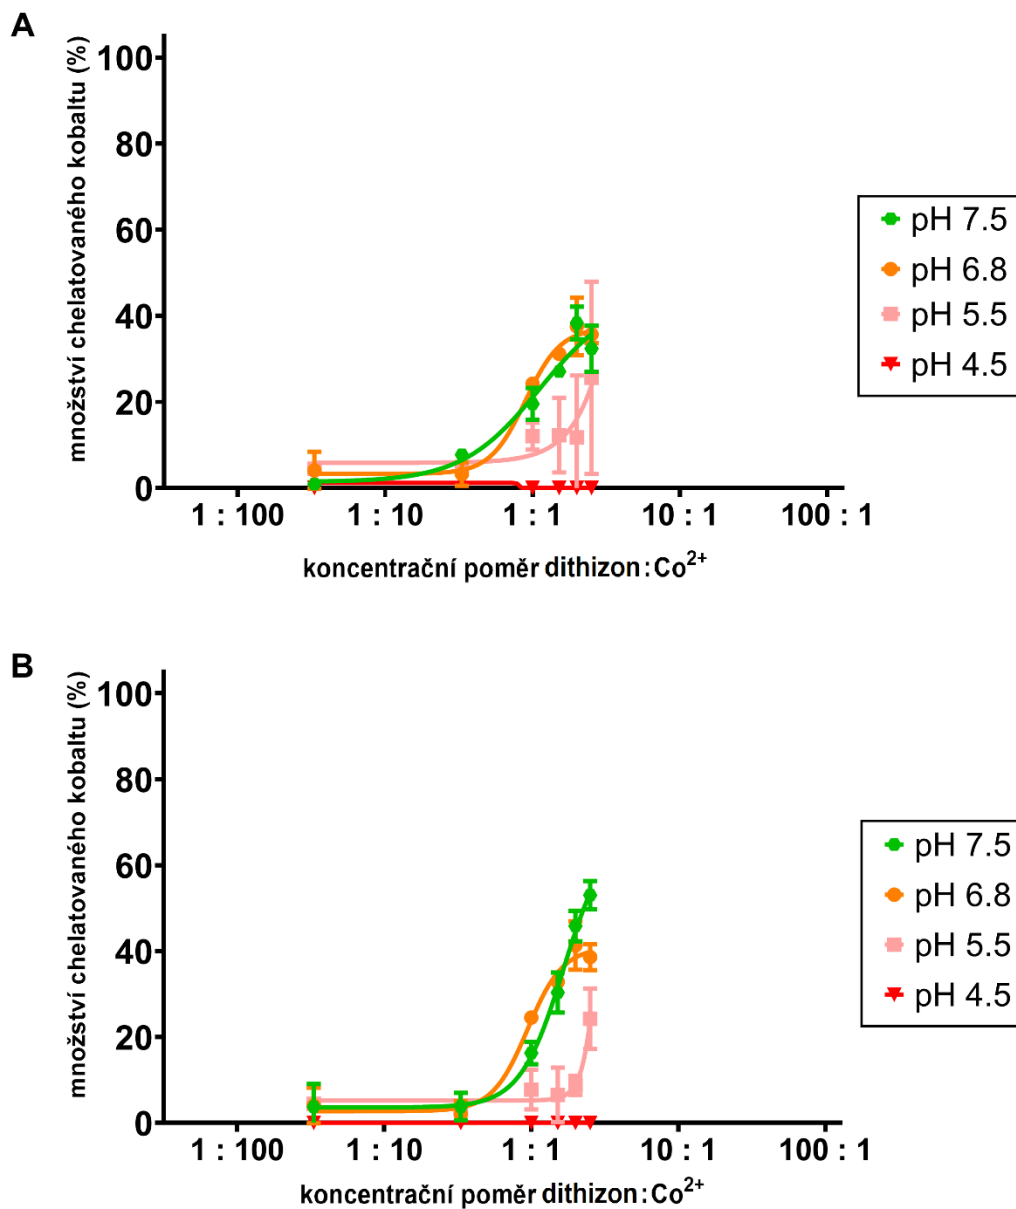 A
množství chelatovaného kobaltu (%)
100
80
60
40
20
0
1 : 100
1 : 10
1 : 1
10 : 1
100 : 1
koncentrační poměr dithizon:Co²⁺
pH 7.5
pH 6.8
pH 5.5
pH 4.5
B
množství chelatovaného kobaltu (%)
100
80
60
40
20
0
1 : 100
1 : 10
1 : 1
10 : 1
100 : 1
koncentrační poměr dithizon:Co²⁺
pH 7.5
pH 6.8
pH 5.5
pH 4.5